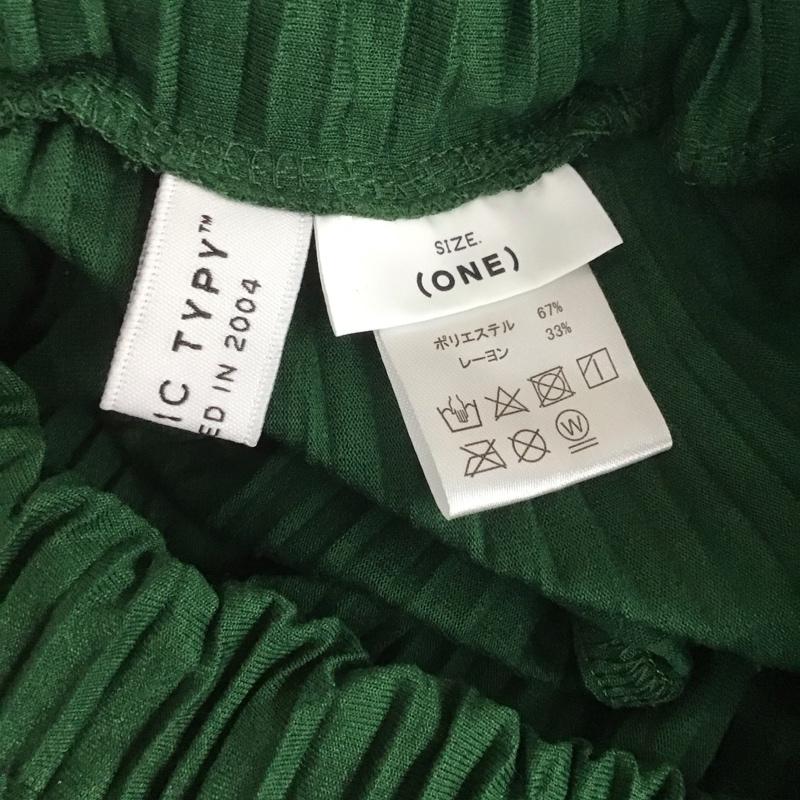 IC TYPY™
ED IN 2004
SIZE.
(ONE)
ポリエステル 67%
レーヨン 33%
W